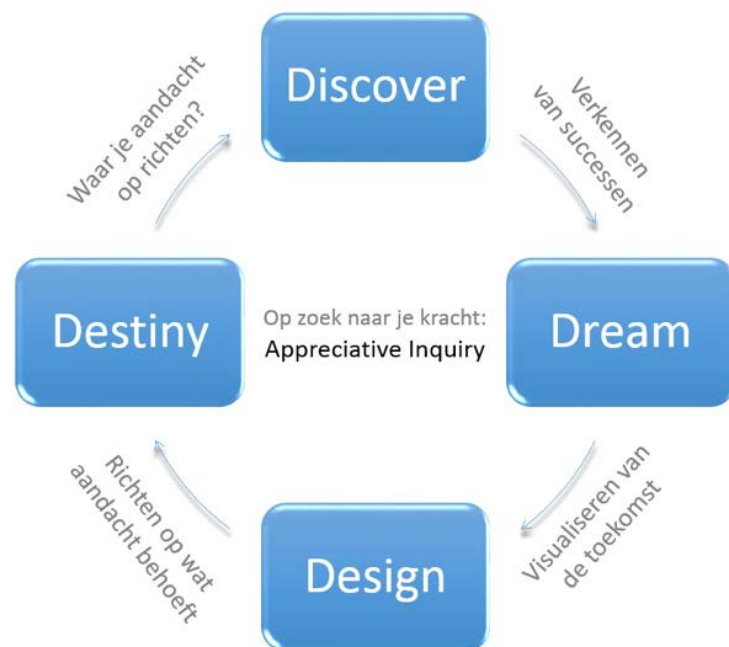 Discover
Verkennen
van successen
Dream
Visualiseren van
de toekomst
Design
Richten op wat
aandacht behoeft
Destiny
Waar je aandacht
op richten?
Op zoek naar je kracht:
Appreciative Inquiry